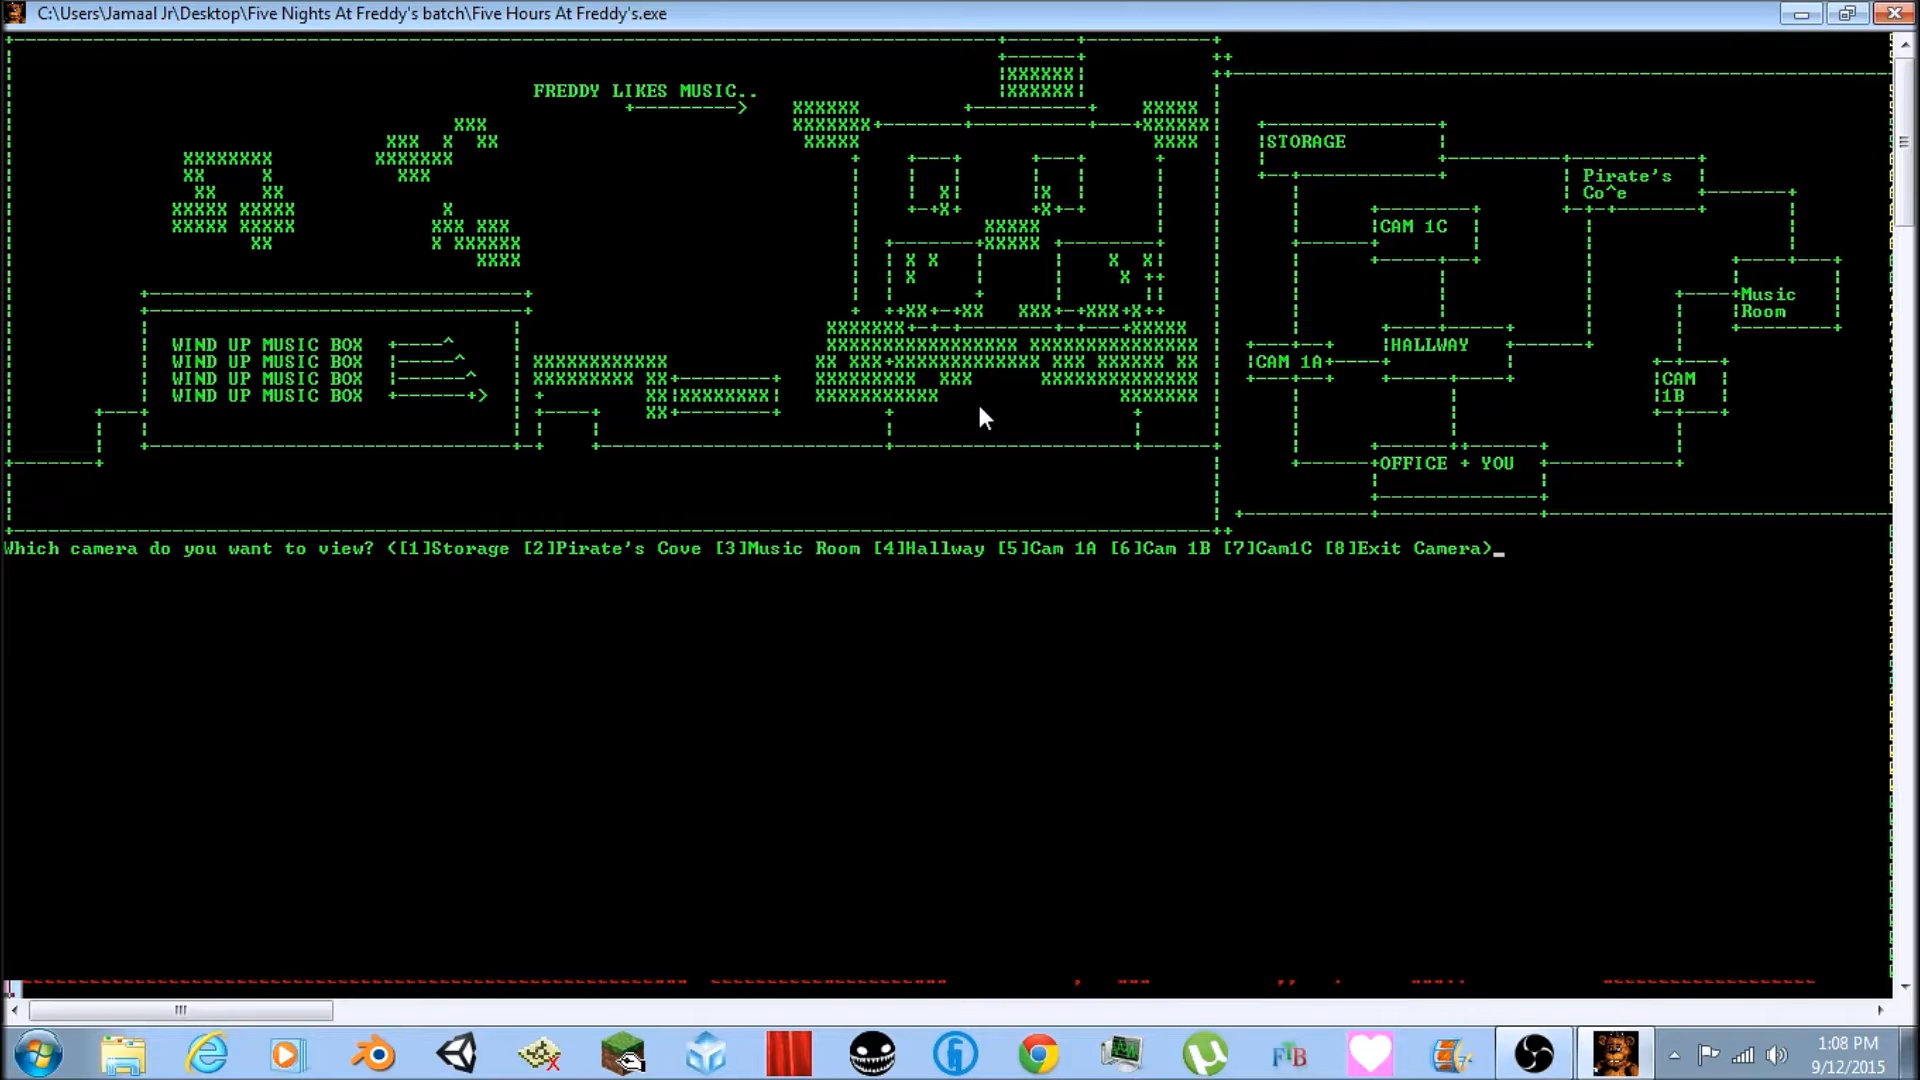 C:\Users\Jamaal Jr\Desktop\Five Nights At Freddy's batch\Five Hours At Freddy's.exe
FREDDY LIKES MUSIC..
WIND UP MUSIC BOX
WIND UP MUSIC BOX
WIND UP MUSIC BOX
WIND UP MUSIC BOX
STORAGE
Pirate's
Co^e
CAM 1C
Music
Room
HALLWAY
CAM 1A
CAM
1B
OFFICE + YOU
Which camera do you want to view? ([1]Storage [2]Pirate's Cove [3]Music Room [4]Hallway [5]Cam 1A [6]Cam 1B [7]Cam1C [8]Exit Camera)_
FTB
1:08 PM
9/12/2015